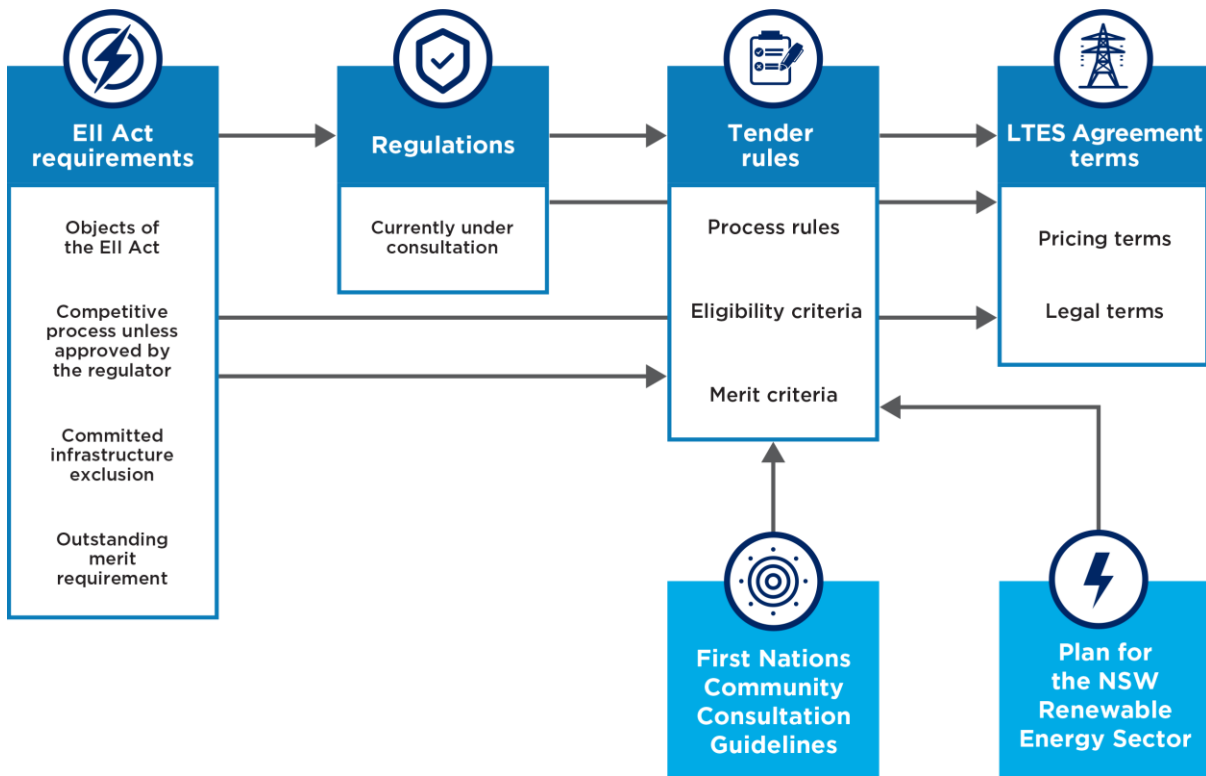 EII Act
requirements
Objects of
the EII Act
Competitive
process unless
approved by
the regulator
Committed
infrastructure
exclusion
Outstanding
merit
requirement
Regulations
Currently under
consultation
Tender
rules
Process rules
Eligibility criteria
Merit criteria
LTES Agreement
terms
Pricing terms
Legal terms
First Nations
Community
Consultation
Guidelines
Plan for
the NSW
Renewable
Energy Sector